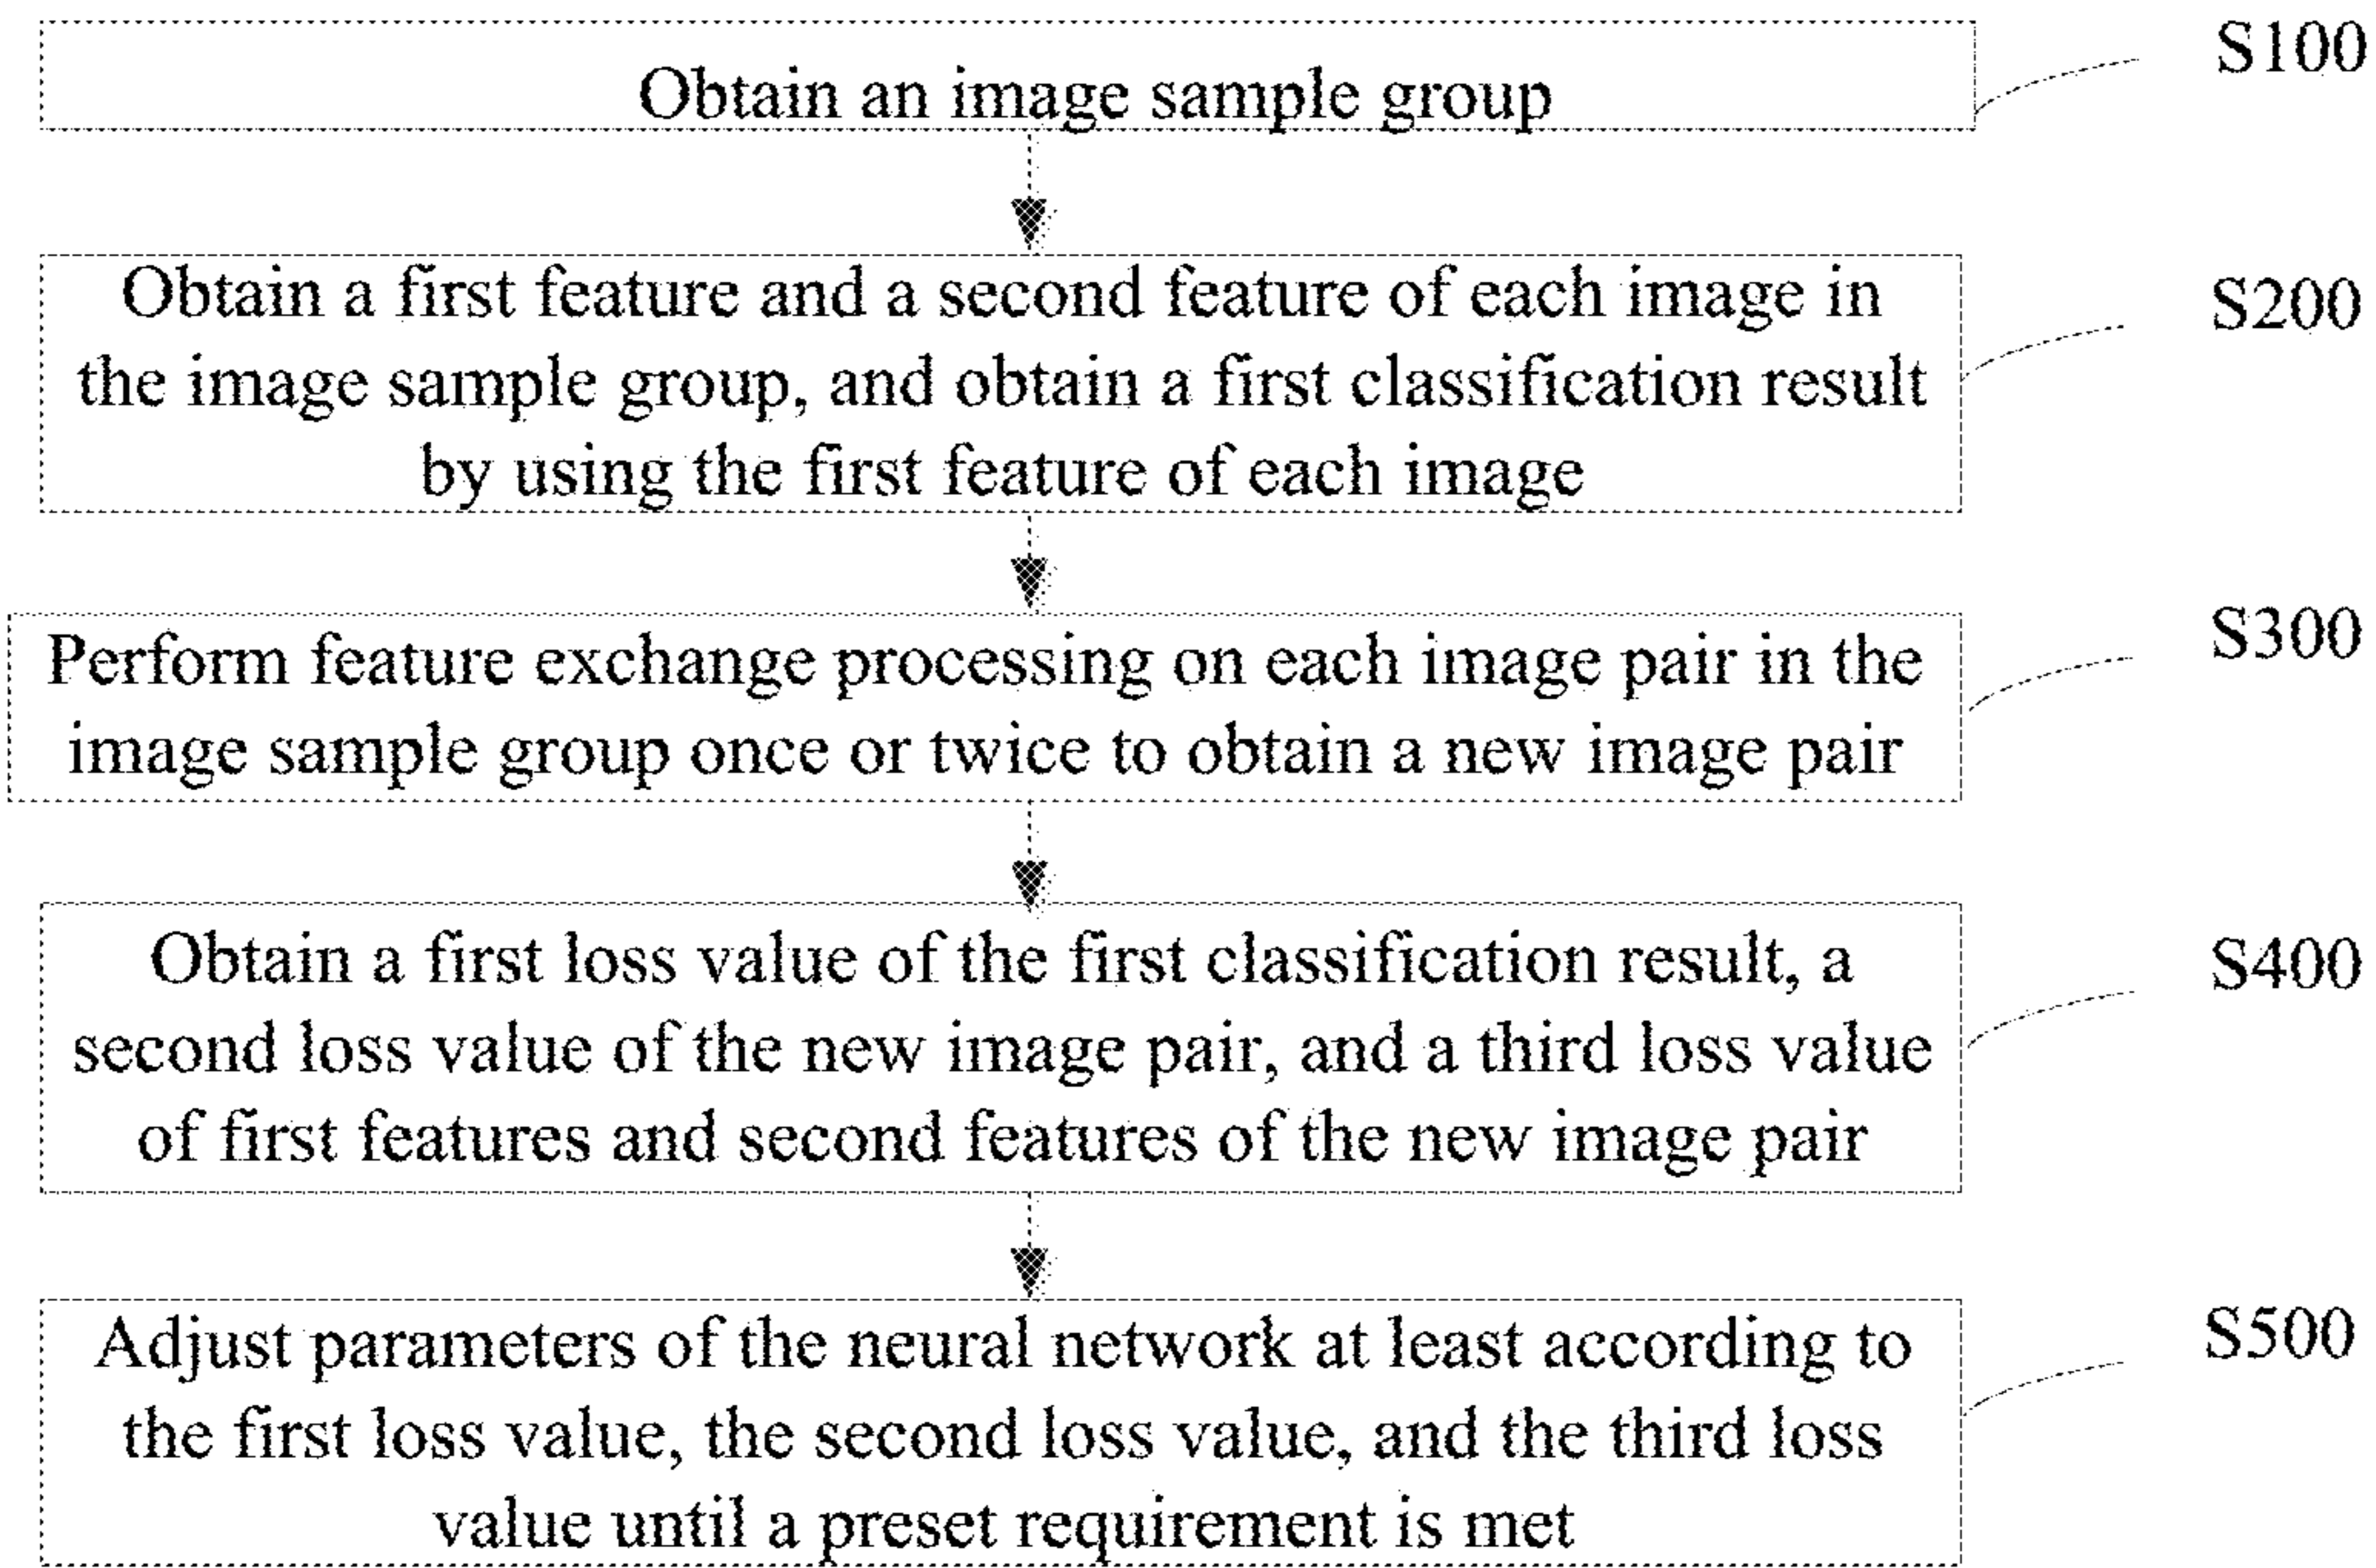 Obtain an image sample group
S100
Obtain a first feature and a second feature of each image in
the image sample group, and obtain a first classification result
by using the first feature of each image
S200
Perform feature exchange processing on each image pair in the
image sample group once or twice to obtain a new image pair
S300
Obtain a first loss value of the first classification result, a
second loss value of the new image pair, and a third loss value
of first features and second features of the new image pair
S400
Adjust parameters of the neural network at least according to
the first loss value, the second loss value, and the third loss
value until a preset requirement is met
S500